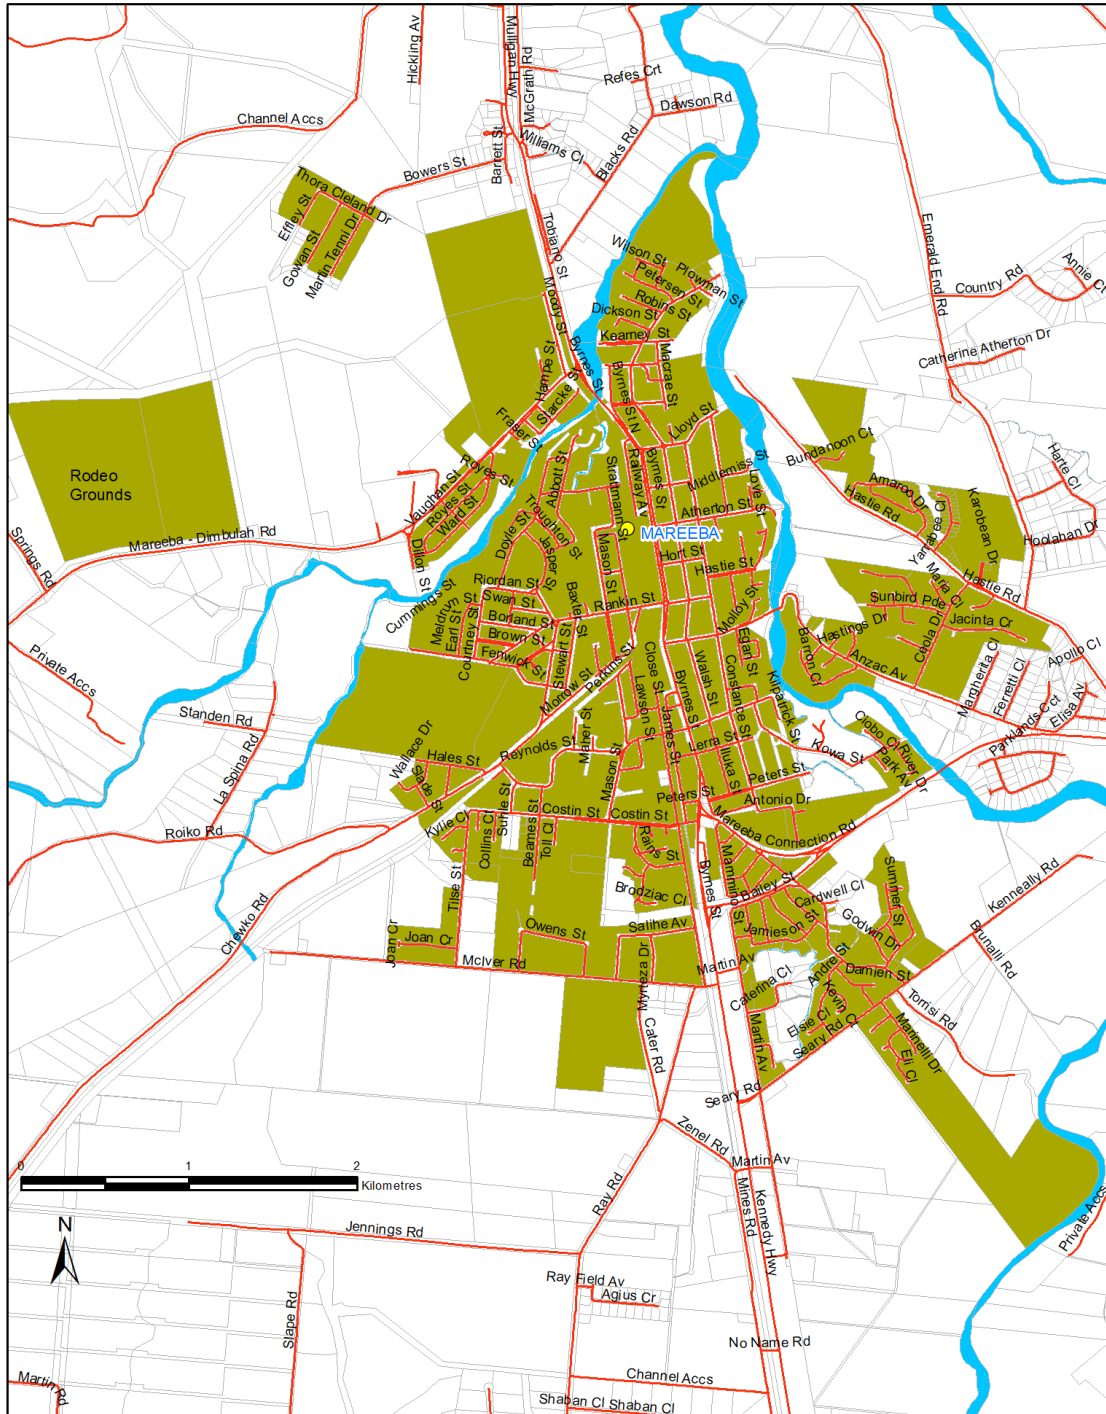 Hickling Av
Mulligan Hwy
McGrath Rd
Refes Crt
Dawson Rd
Channel Accs
Barrett St
Williams Cl
Blacks Rd
Bowers St
Thora Cleland Dr
Effley St
Gowan St
Martin Tenni Dr
Tobiano St
Emerald End Rd
Wilson St
Plowman St
Petersen St
Robins St
Dickson St
Kearney St
Country Rd
Annie Ct
Moody St
Byrnes St
Macrae St
Catherine Atherton Dr
Hampe St
Starcke St
Byrnes St N
Lloyd St
Fraser St
Bundanoon Ct
Harte Cl
Rodeo
Grounds
Royes St
Abbott St
Strattmann St
Railway Av
Byrnes St
Middlemiss St
Love St
Amaroo Dr
Hastie Rd
Karobean Dr
Vaughan St
Royes St
Ward St
Troughton St
Atherton St
Yarrabee Cl
Hoolahan Dr
Springs Rd
Mareeba - Dimbulah Rd
Doyle St
MAREEBA
Dillon St
Jasper St
Mason St
Hort St
Hastie St
Maria Cl
Hastie Rd
Cummings St
Riordan St
Swan St
Baxter St
Rankin St
Molloy St
Sunbird Pde
Meldrum St
Earl St
Courtney St
Borland St
Brown St
Fenwick St
Stewart St
Hastings Dr
Jacinta Cr
Ceola Dr
Egan St
Barron Cr
Anzac Av
Private Accs
Morrow St
Perkins St
Close St
Walsh St
Constance St
Kilpatrick St
Margherita Cl
Ferretti Cl
Apollo Cl
Standen Rd
Lawson St
Byrnes St
James St
Parklands Cct
Elisa Av
Wallace Dr
Hales St
Reynolds St
Maher St
Lerra St
Iluka St
Kowa St
Olobo Cl
River Dr
Park Av
La Spina Rd
Slade St
Mason St
Peters St
Peters St
Antonio Dr
Kylie Cl
Suhle St
Costin St
Costin St
Mareeba Connection Rd
Roiko Rd
Collins Cl
Beames St
Toll Cl
Rains St
Byrnes St
Mammino St
Bailey St
Cardwell Cl
Summer St
Kenneally Rd
Tilse St
Brodziac Cl
Jamieson St
Godwin Dr
Chewko Rd
Joan Cr
Joan Cr
Owens St
Salihe Av
Brunalli Rd
McIver Rd
Myrteza Dr
Martin Av
Andre St
Damien St
Caterina Cl
Kevin Cl
Torrisi Rd
Elsie Cl
Seary Rd
Marinelli Dr
Eli Cl
Cater Rd
Martin Av
Seary Rd
Zenel Rd
Martin Av
0 1 2
Kilometres
Ray Rd
Mines Rd
Kennedy Hwy
Private Accs
N
Jennings Rd
Ray Field Av
Agius Cr
Slape Rd
No Name Rd
Martin Rd
Channel Accs
Shaban Cl Shaban Cl